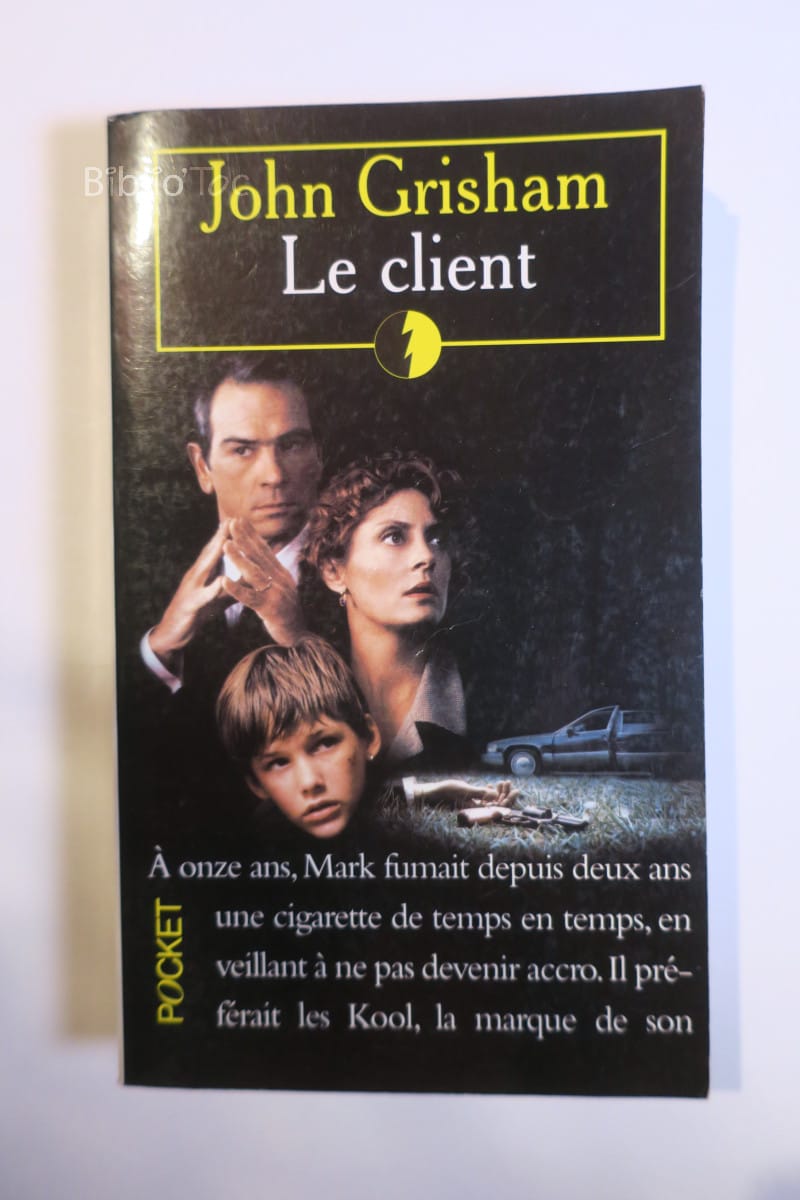 Biblio'Toc
John Grisham
Le client
À onze ans, Mark fumait depuis deux ans
une cigarette de temps en temps, en
veillant à ne pas devenir accro. Il pré-
férait les Kool, la marque de son
POCKET